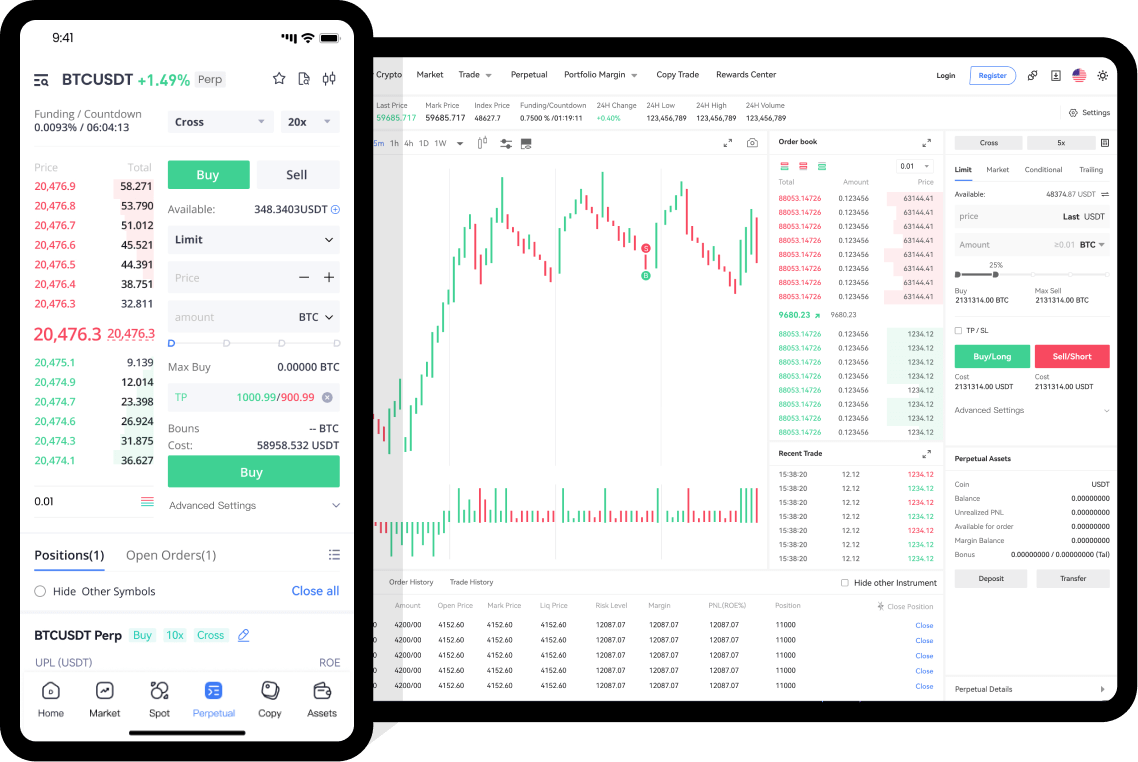 9:41
BTCUSDT +1.49% Perp
Funding / Countdown
0.0093% / 06:04:13
Cross 20x
Price Total
20,476.9 58.271
20,476.8 53.790
20,476.7 51.012
20,476.6 45.521
20,476.5 44.391
20,476.4 38.751
20,476.3 32.811
20,476.3 20,476.3
20,475.1 9.139
20,474.9 12.014
20,474.7 23.398
20,474.6 26.924
20,474.3 31.875
20,474.1 36.627
0.01
Buy Sell
Available: 348.3403USDT
Limit
Price
amount BTC
Max Buy 0.00000 BTC
TP 1000.99/900.99
Bouns -- BTC
Cost: 58958.532 USDT
Buy
Advanced Settings
Positions(1) Open Orders(1)
Hide Other Symbols Close all
BTCUSDT Perp Buy 10x Cross
UPL (USDT) ROE
Home Market Spot Perpetual Copy Assets
Crypto Market Trade Perpetual Portfolio Margin Copy Trade Rewards Center Login Register
Last Price Mark Price Index Price Funding/Countdown 24H Change 24H Low 24H High 24H Volume
59685.717 59685.717 48627.7 0.7500 % /01:19:11 +0.40% 123,456,789 123,456,789 123,456,789
Settings
5m 1h 4h 1D 1W
S
B
Order book
0.01
Total Amount Price
88053.14726 0.123456 63144.41
88053.14726 0.123456 63144.41
88053.14726 0.123456 63144.41
88053.14726 0.123456 63144.41
88053.14726 0.123456 63144.41
88053.14726 0.123456 63144.41
88053.14726 0.123456 63144.41
88053.14726 0.123456 63144.41
9680.23 9680.23
88053.14726 0.123456 1234.12
88053.14726 0.123456 1234.12
88053.14726 0.123456 1234.12
88053.14726 0.123456 1234.12
88053.14726 0.123456 1234.12
88053.14726 0.123456 1234.12
88053.14726 0.123456 1234.12
88053.14726 0.123456 1234.12
Recent Trade
15:38:20 12.12 1234.12
15:38:20 12.12 1234.12
15:38:20 12.12 1234.12
15:38:20 12.12 1234.12
15:38:20 12.12 1234.12
15:38:20 12.12 1234.12
15:38:20 12.12 1234.12
Cross 5x
Limit Market Conditional Trailing
Available: 48374.87 USDT
price Last USDT
Amount ≥0.01 BTC
25%
Buy Max Sell
2131314.00 BTC 2131314.00 BTC
TP / SL
Buy/Long Sell/Short
Cost Cost
2131314.00 USDT 2131314.00 USDT
Advanced Settings
Perpetual Assets
Coin USDT
Balance 0.00000000
Unrealized PNL 0.00000000
Available for order 0.00000000
Margin Balance 0.00000000
Bonus 0.00000000 / 0.00000000 (Tal)
Deposit Transfer
Perpetual Details
Order History Trade History Hide other Instrument
Amount Open Price Mark Price Liq Price Risk Level Margin PNL(ROE%) Position Close Position
4200/00 4152.60 4152.60 4152.60 12087.07 12087.07 12087.07 11000 Close
4200/00 4152.60 4152.60 4152.60 12087.07 12087.07 12087.07 11000 Close
4200/00 4152.60 4152.60 4152.60 12087.07 12087.07 12087.07 11000 Close
4200/00 4152.60 4152.60 4152.60 12087.07 12087.07 12087.07 11000 Close
4200/00 4152.60 4152.60 4152.60 12087.07 12087.07 12087.07 11000 Close